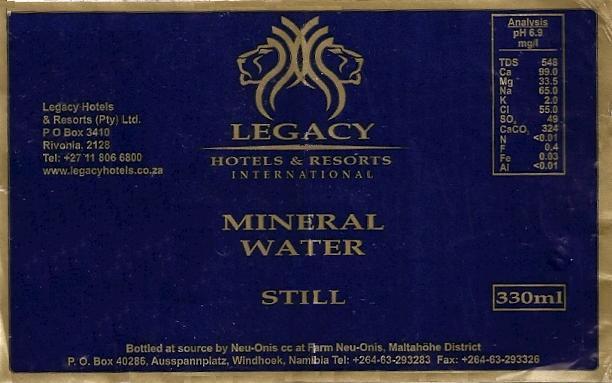 Legacy Hotels
& Resorts (Pty) Ltd.
P O Box 3410
Rivonia, 2128
Tel: +27 11 806 6800
www.legacyhotels.co.za
LEGACY
HOTELS & RESORTS
INTERNATIONAL
MINERAL
WATER
STILL
Analysis
pH 6.9
mg/l
TDS 548
Ca 99.0
Mg 33.5
Na 65.0
K 2.0
Cl 55.0
SO₄ 49
CaCO₃ 324
N <0.01
F 0.4
Fe 0.03
Al <0.01
330ml
Bottled at source by Neu-Onis cc at Farm Neu-Onis, Maltahöhe District
P. O. Box 40286, Ausspannplatz, Windhoek, Namibia Tel: +264-63-293283 Fax: +264-63-293326